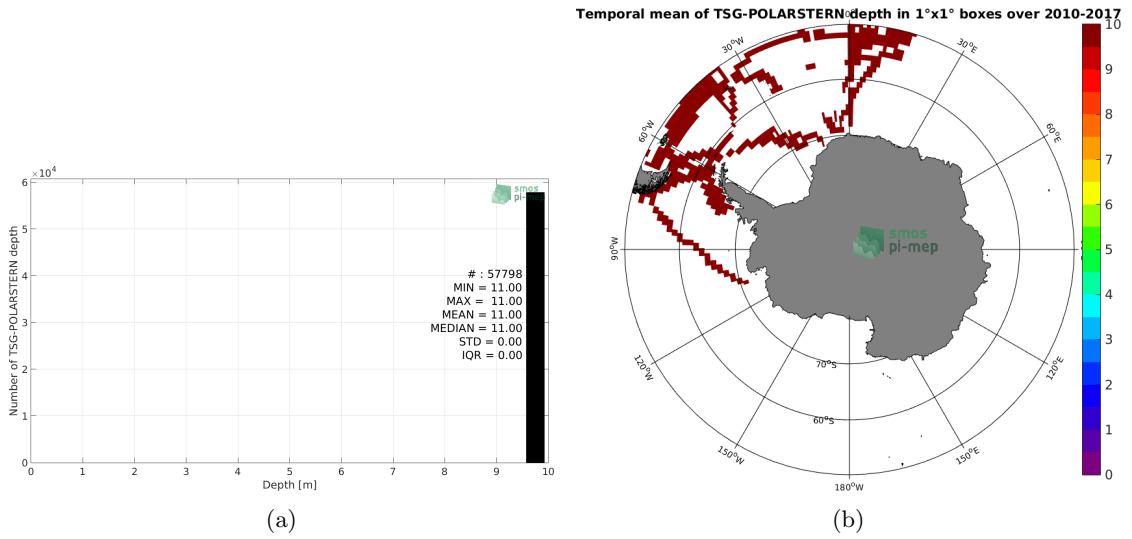 Temporal mean of TSG-POLARSTERN depth in 1°x1° boxes over 2010-2017
×10⁴
6
5
4
3
2
1
0
Number of TSG-POLARSTERN depth
smos
pi-mep
# : 57798
MIN = 11.00
MAX = 11.00
MEAN = 11.00
MEDIAN = 11.00
STD = 0.00
IQR = 0.00
0 1 2 3 4 5 6 7 8 9 10
Depth [m]
(a)
30°W
30°E
60°W
60°E
90°W
120°W
120°E
150°W
150°E
180°W
70°S
60°S
smos
pi-mep
10
9
8
7
6
5
4
3
2
1
0
(b)